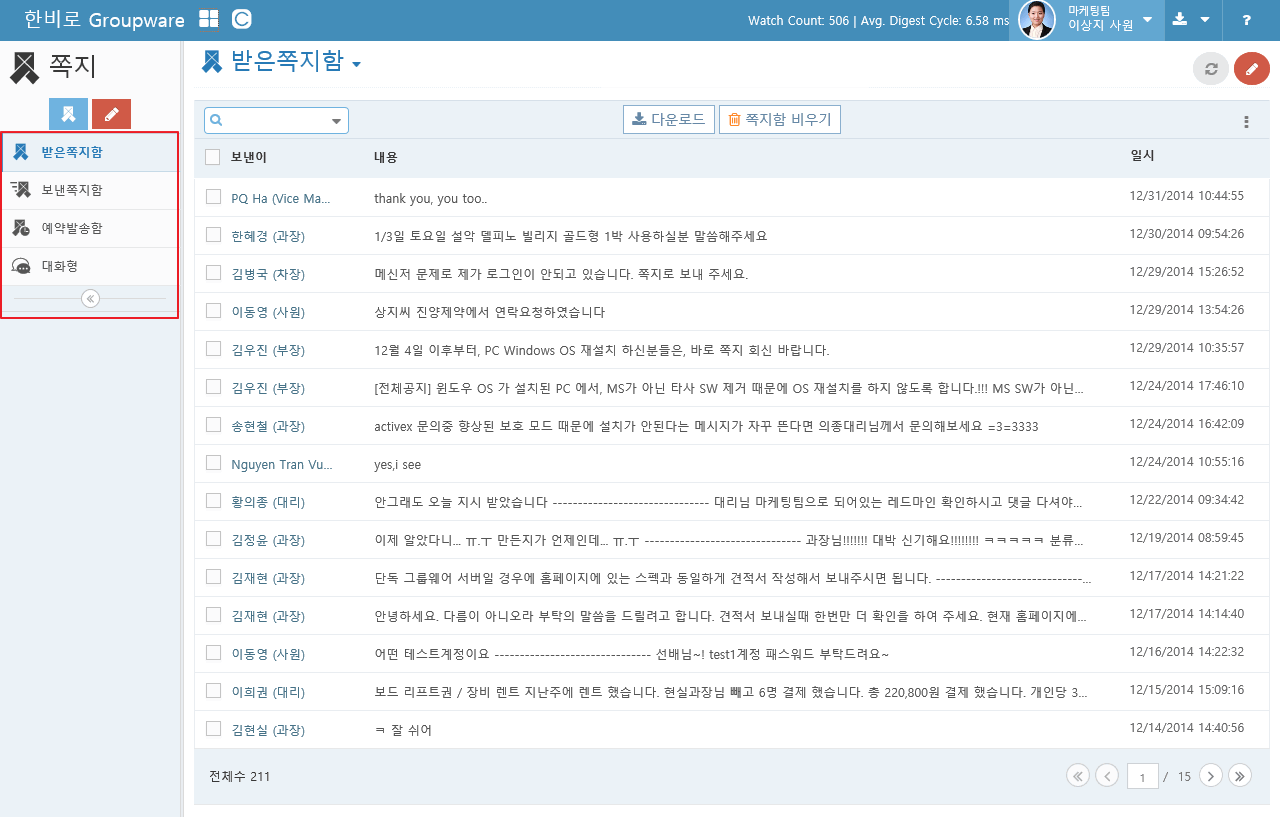 한비로 Groupware
Watch Count: 506 | Avg. Digest Cycle: 6.58 ms
마케팅팀
이상지 사원
?
쪽지
받은쪽지함
보낸쪽지함
예약발송함
대화형
받은쪽지함
다운로드 쪽지함 비우기
보낸이 내용 일시
PQ Ha (Vice Ma... thank you, you too.. 12/31/2014 10:44:55
한혜경 (과장) 1/3일 토요일 설악 델피노 빌리지 골드형 1박 사용하실분 말씀해주세요 12/30/2014 09:54:26
김병국 (차장) 메신저 문제로 제가 로그인이 안되고 있습니다. 쪽지로 보내 주세요. 12/29/2014 15:26:52
이동영 (사원) 상지씨 진양제약에서 연락요청하였습니다 12/29/2014 13:54:26
김우진 (부장) 12월 4일 이후부터, PC Windows OS 재설치 하신분들은, 바로 쪽지 회신 바랍니다. 12/29/2014 10:35:57
김우진 (부장) [전체공지] 윈도우 OS 가 설치된 PC 에서, MS가 아닌 타사 SW 제거 때문에 OS 재설치를 하지 않도록 합니다.!!! MS SW가 아닌... 12/24/2014 17:46:10
송현철 (과장) activex 문의중 향상된 보호 모드 때문에 설치가 안된다는 메시지가 자꾸 뜬다면 의종대리님께서 문의해보세요 =3=3333 12/24/2014 16:42:09
Nguyen Tran Vu... yes,i see 12/24/2014 10:55:16
황의종 (대리) 안그래도 오늘 지시 받았습니다 ------------------------------- 대리님 마케팅팀으로 되어있는 레드마인 확인하시고 댓글 다셔야... 12/22/2014 09:34:42
김정윤 (과장) 이제 알았다니... ㅠ.ㅜ 만든지가 언제인데... ㅠ.ㅜ ------------------------------- 과장님!!!!!!! 대박 신기해요!!!!!!!! ㅋㅋㅋㅋㅋ 분류... 12/19/2014 08:59:45
김재현 (과장) 단독 그룹웨어 서버일 경우에 홈페이지에 있는 스펙과 동일하게 견적서 작성해서 보내주시면 됩니다. -----------------------------... 12/17/2014 14:21:22
김재현 (과장) 안녕하세요. 다름이 아니오라 부탁의 말씀을 드릴려고 합니다. 견적서 보내실때 한번만 더 확인을 하여 주세요. 현재 홈페이지에... 12/17/2014 14:14:40
이동영 (사원) 어떤 테스트계정이요 ------------------------------- 선배님~! test1계정 패스워드 부탁드려요~ 12/16/2014 14:22:32
이희권 (대리) 보드 리프트권 / 장비 렌트 지난주에 렌트 했습니다. 현실과장님 빼고 6명 결제 했습니다. 총 220,800원 결제 했습니다. 개인당 3... 12/15/2014 15:09:16
김현실 (과장) ㅋ 잘 쉬어 12/14/2014 14:40:56
전체수 211 1 / 15